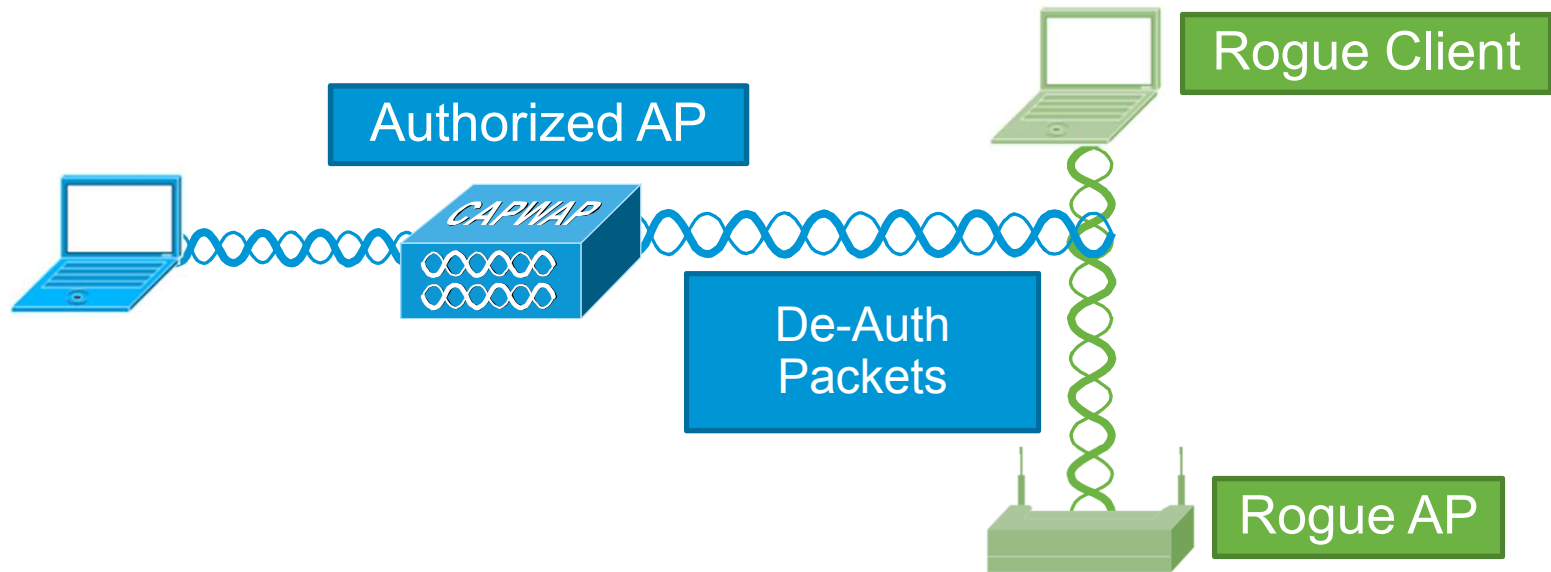 Rogue Client
Authorized AP
CAPWAP
De-Auth
Packets
Rogue AP